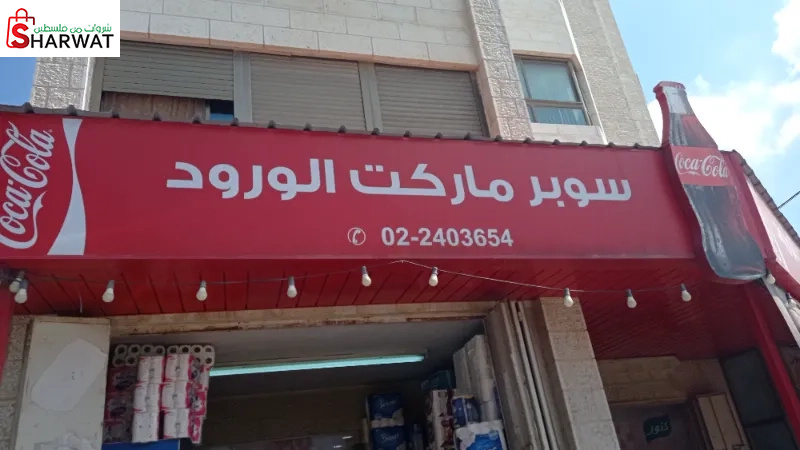 شروات من فلسطين
SHARWAT
Coca-Cola
سوبر ماركت الورود
02-2403654
Coca-Cola